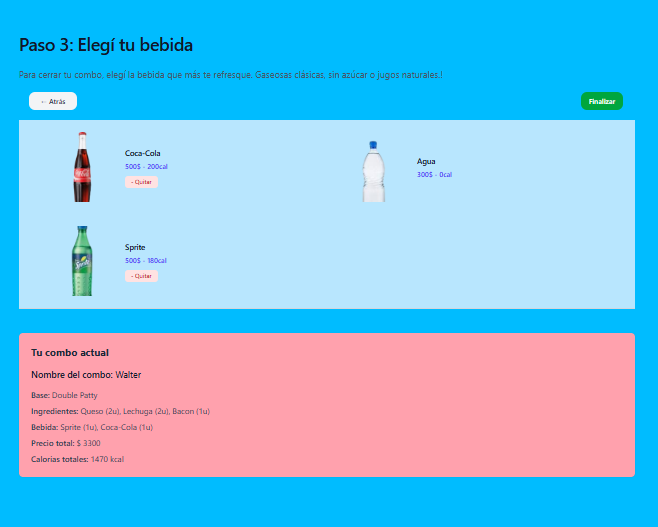 Paso 3: Elegí tu bebida
Para cerrar tu combo, elegí la bebida que más te refresque. Gaseosas clásicas, sin azúcar o jugos naturales.!
← Atrás
Finalizar
Coca-Cola
500$ - 200cal
- Quitar
Agua
300$ - 0cal
Sprite
Sprite
500$ - 180cal
- Quitar
Tu combo actual
Nombre del combo: Walter
Base: Double Patty
Ingredientes: Queso (2u), Lechuga (2u), Bacon (1u)
Bebida: Sprite (1u), Coca-Cola (1u)
Precio total: $ 3300
Calorías totales: 1470 kcal